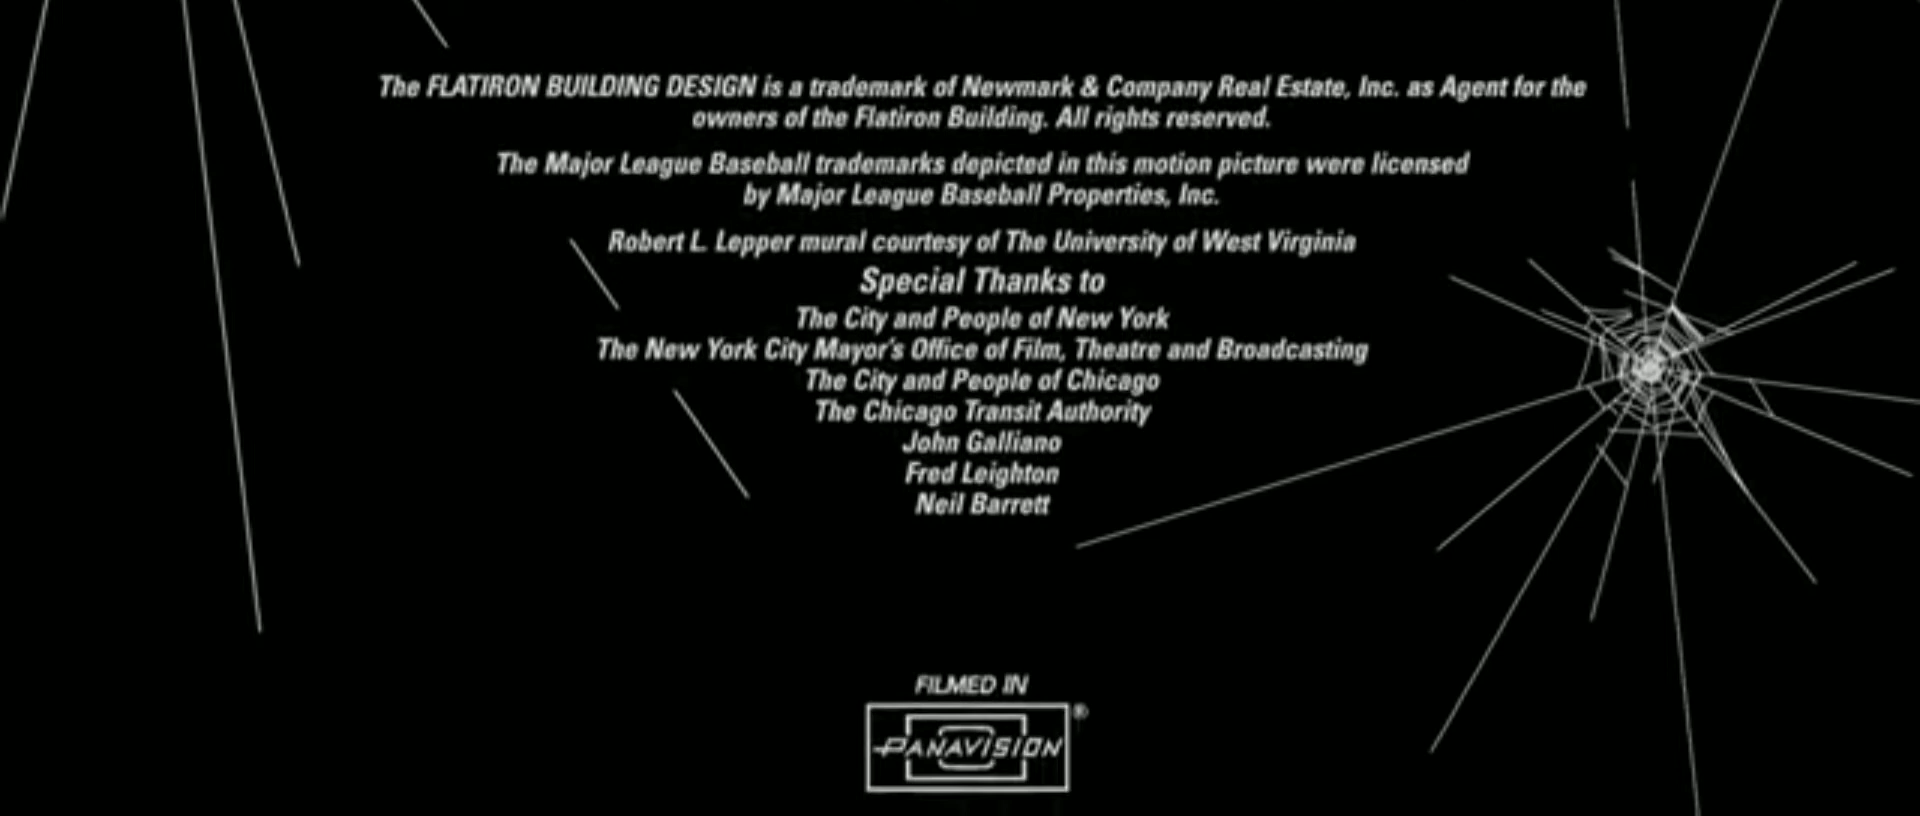 The FLATIRON BUILDING DESIGN is a trademark of Newmark & Company Real Estate, Inc. as Agent for the
owners of the Flatiron Building. All rights reserved.
The Major League Baseball trademarks depicted in this motion picture were licensed
by Major League Baseball Properties, Inc.
Robert L. Lepper mural courtesy of The University of West Virginia
Special Thanks to
The City and People of New York
The New York City Mayor's Office of Film, Theatre and Broadcasting
The City and People of Chicago
The Chicago Transit Authority
John Galliano
Fred Leighton
Neil Barrett
FILMED IN
PANAVISION®